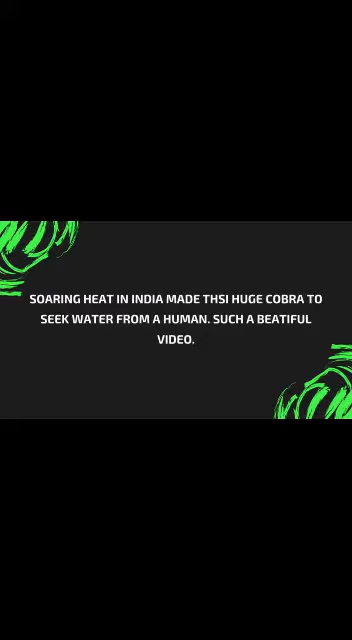 SOARING HEAT IN INDIA MADE THSI HUGE COBRA TO
SEEK WATER FROM A HUMAN. SUCH A BEATIFUL
VIDEO.